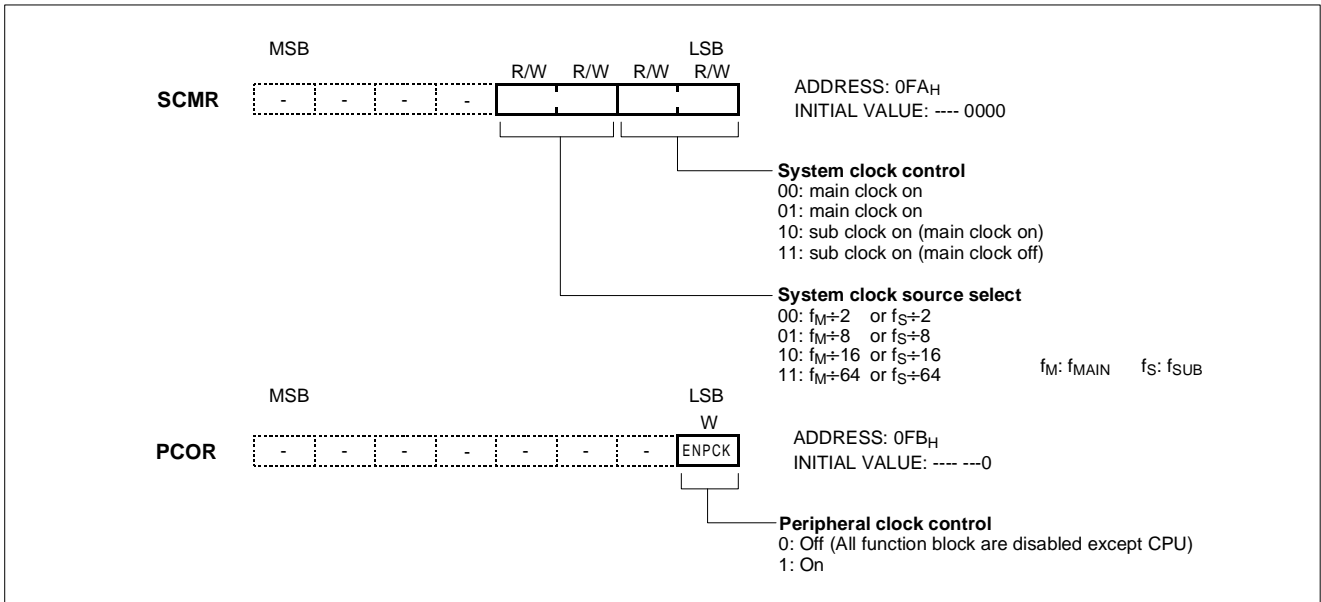 MSB LSB
R/W R/W R/W R/W
SCMR - - - - ADDRESS: 0FAH
INITIAL VALUE: ---- 0000
System clock control
00: main clock on
01: main clock on
10: sub clock on (main clock on)
11: sub clock on (main clock off)
System clock source select
00: fM÷2 or fS÷2
01: fM÷8 or fS÷8
10: fM÷16 or fS÷16
11: fM÷64 or fS÷64 fM: fMAIN fS: fSUB
MSB LSB
W
PCOR - - - - - - - ENPCK ADDRESS: 0FBH
INITIAL VALUE: ---- ---0
Peripheral clock control
0: Off (All function block are disabled except CPU)
1: On